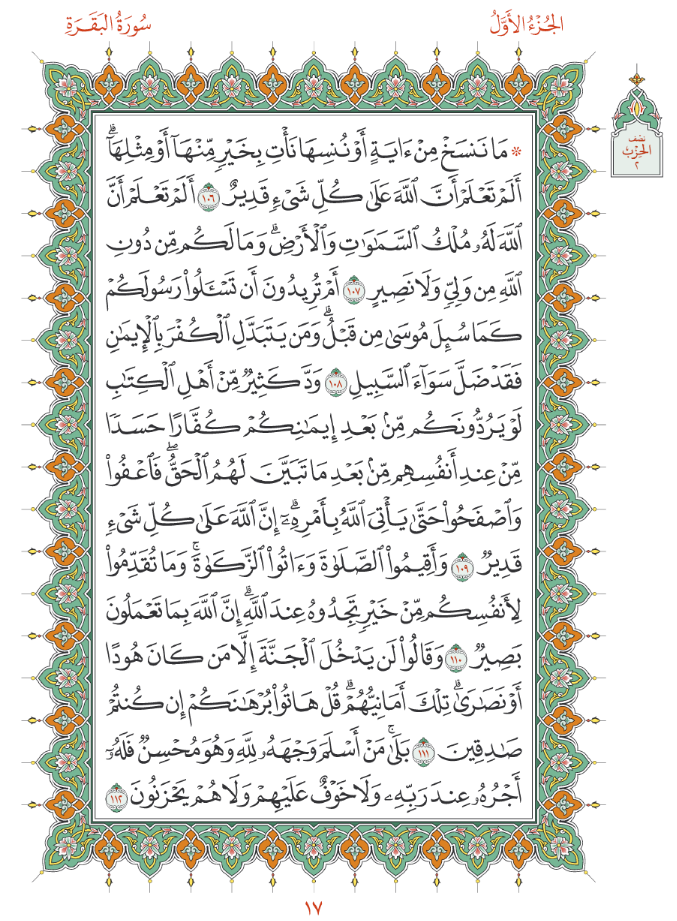 الجُزْءُ الأَوَّلُ
سُورَةُ البَقَرَةِ
نصف
الحِزْب
٢
۞ مَا نَنسَخْ مِنْ ءَايَةٍ أَوْ نُنسِهَا نَأْتِ بِخَيْرٍ مِّنْهَآ أَوْ مِثْلِهَآۗ
أَلَمْ تَعْلَمْ أَنَّ ٱللَّهَ عَلَىٰ كُلِّ شَىْءٍ قَدِيرٌ ١٠٦ أَلَمْ تَعْلَمْ أَنَّ
ٱللَّهَ لَهُۥ مُلْكُ ٱلسَّمَٰوَٰتِ وَٱلْأَرْضِۗ وَمَا لَكُم مِّن دُونِ
ٱللَّهِ مِن وَلِىٍّ وَلَا نَصِيرٍ ١٠٧ أَمْ تُرِيدُونَ أَن تَسْـَٔلُوا۟ رَسُولَكُمْ
كَمَا سُئِلَ مُوسَىٰ مِن قَبْلُۗ وَمَن يَتَبَدَّلِ ٱلْكُفْرَ بِٱلْإِيمَٰنِ
فَقَدْ ضَلَّ سَوَآءَ ٱلسَّبِيلِ ١٠٨ وَدَّ كَثِيرٌ مِّنْ أَهْلِ ٱلْكِتَٰبِ
لَوْ يَرُدُّونَكُم مِّنۢ بَعْدِ إِيمَٰنِكُمْ كُفَّارًا حَسَدًا
مِّنْ عِندِ أَنفُسِهِم مِّنۢ بَعْدِ مَا تَبَيَّنَ لَهُمُ ٱلْحَقُّۖ فَٱعْفُوا۟
وَٱصْفَحُوا۟ حَتَّىٰ يَأْتِىَ ٱللَّهُ بِأَمْرِهِۦٓۗ إِنَّ ٱللَّهَ عَلَىٰ كُلِّ شَىْءٍ
قَدِيرٌ ١٠٩ وَأَقِيمُوا۟ ٱلصَّلَوٰةَ وَءَاتُوا۟ ٱلزَّكَوٰةَۚ وَمَا تُقَدِّمُوا۟
لِأَنفُسِكُم مِّنْ خَيْرٍ تَجِدُوهُ عِندَ ٱللَّهِۗ إِنَّ ٱللَّهَ بِمَا تَعْمَلُونَ
بَصِيرٌ ١١٠ وَقَالُوا۟ لَن يَدْخُلَ ٱلْجَنَّةَ إِلَّا مَن كَانَ هُودًا
أَوْ نَصَٰرَىٰۗ تِلْكَ أَمَانِيُّهُمْۗ قُلْ هَاتُوا۟ بُرْهَٰنَكُمْ إِن كُنتُمْ
صَٰدِقِينَ ١١١ بَلَىٰۚ مَنْ أَسْلَمَ وَجْهَهُۥ لِلَّهِ وَهُوَ مُحْسِنٌ فَلَهُۥٓ
أَجْرُهُۥ عِندَ رَبِّهِۦ وَلَا خَوْفٌ عَلَيْهِمْ وَلَا هُمْ يَحْزَنُونَ ١١٢
١٧